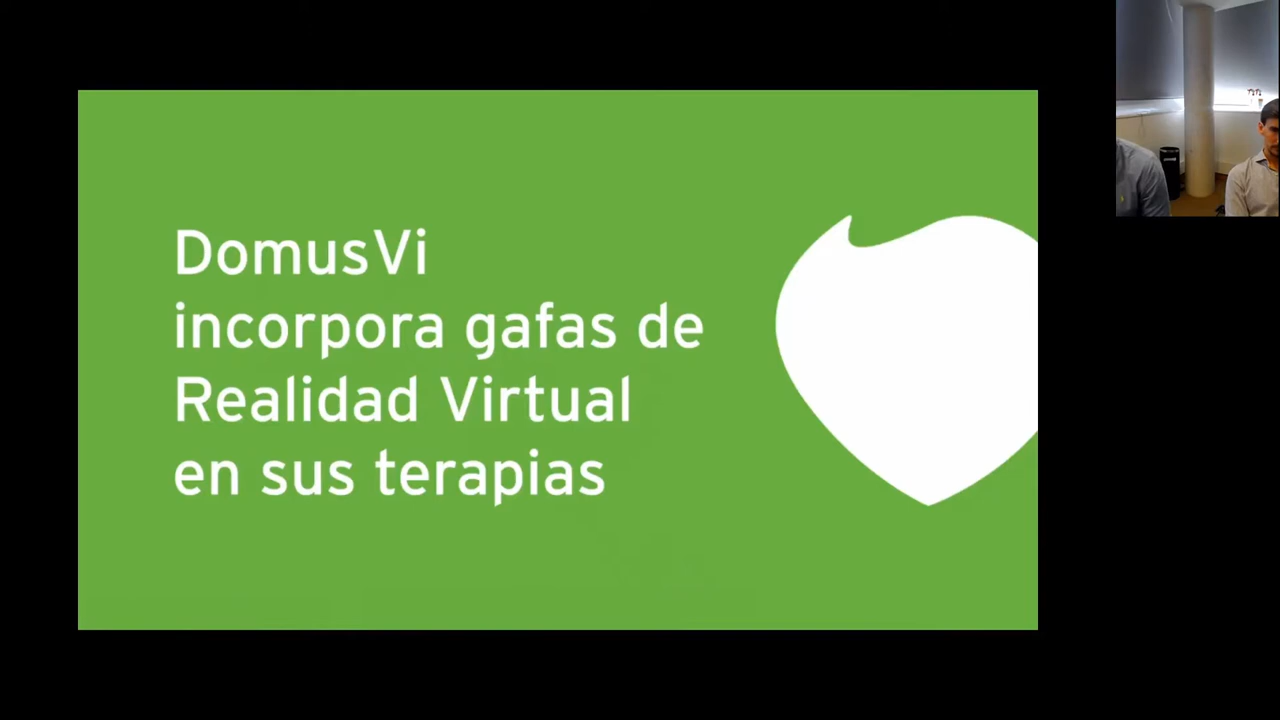 DomusVi
incorpora gafas de
Realidad Virtual
en sus terapias